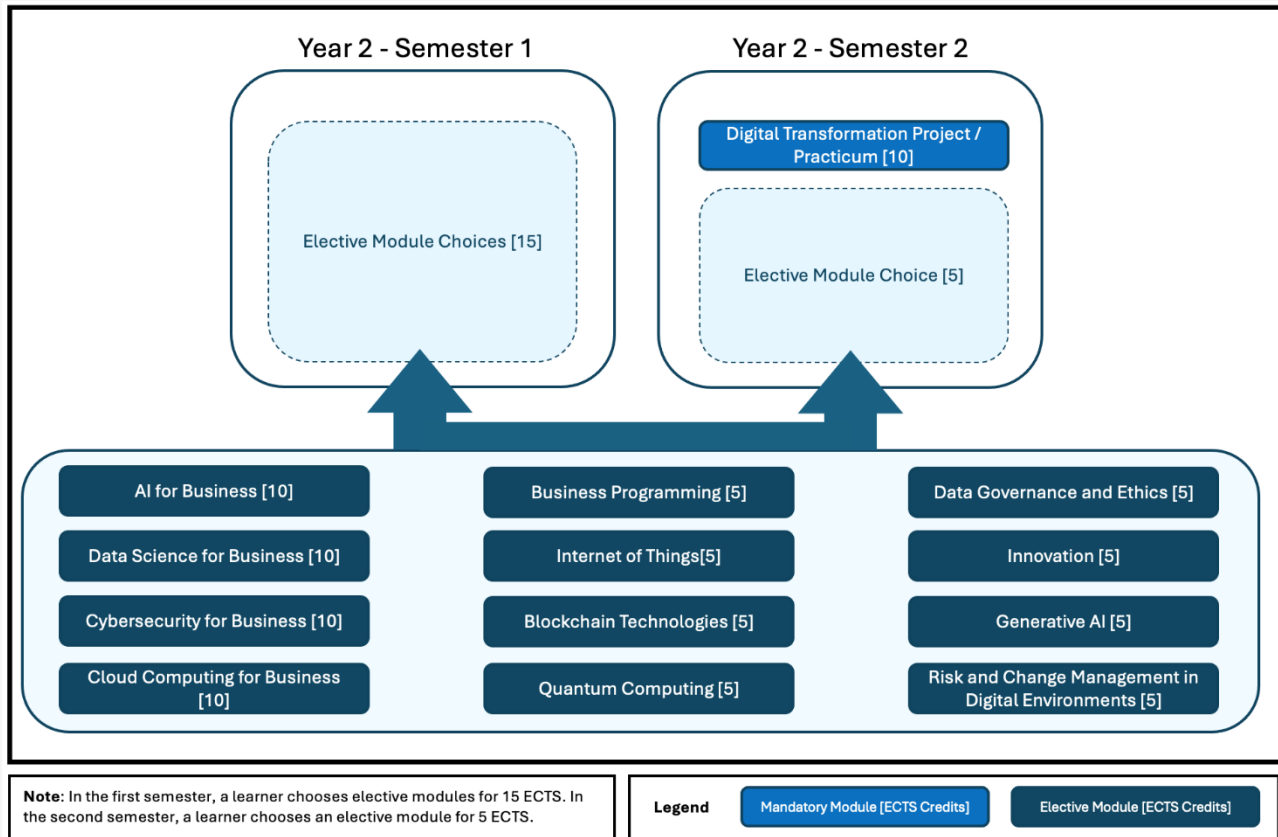 Year 2 - Semester 1
Year 2 - Semester 2
Elective Module Choices [15]
Digital Transformation Project /
Practicum [10]
Elective Module Choice [5]
AI for Business [10]
Business Programming [5]
Data Governance and Ethics [5]
Data Science for Business [10]
Internet of Things[5]
Innovation [5]
Cybersecurity for Business [10]
Blockchain Technologies [5]
Generative AI [5]
Cloud Computing for Business
[10]
Quantum Computing [5]
Risk and Change Management in
Digital Environments [5]
Note: In the first semester, a learner chooses elective modules for 15 ECTS. In
the second semester, a learner chooses an elective module for 5 ECTS.
Legend
Mandatory Module [ECTS Credits]
Elective Module [ECTS Credits]